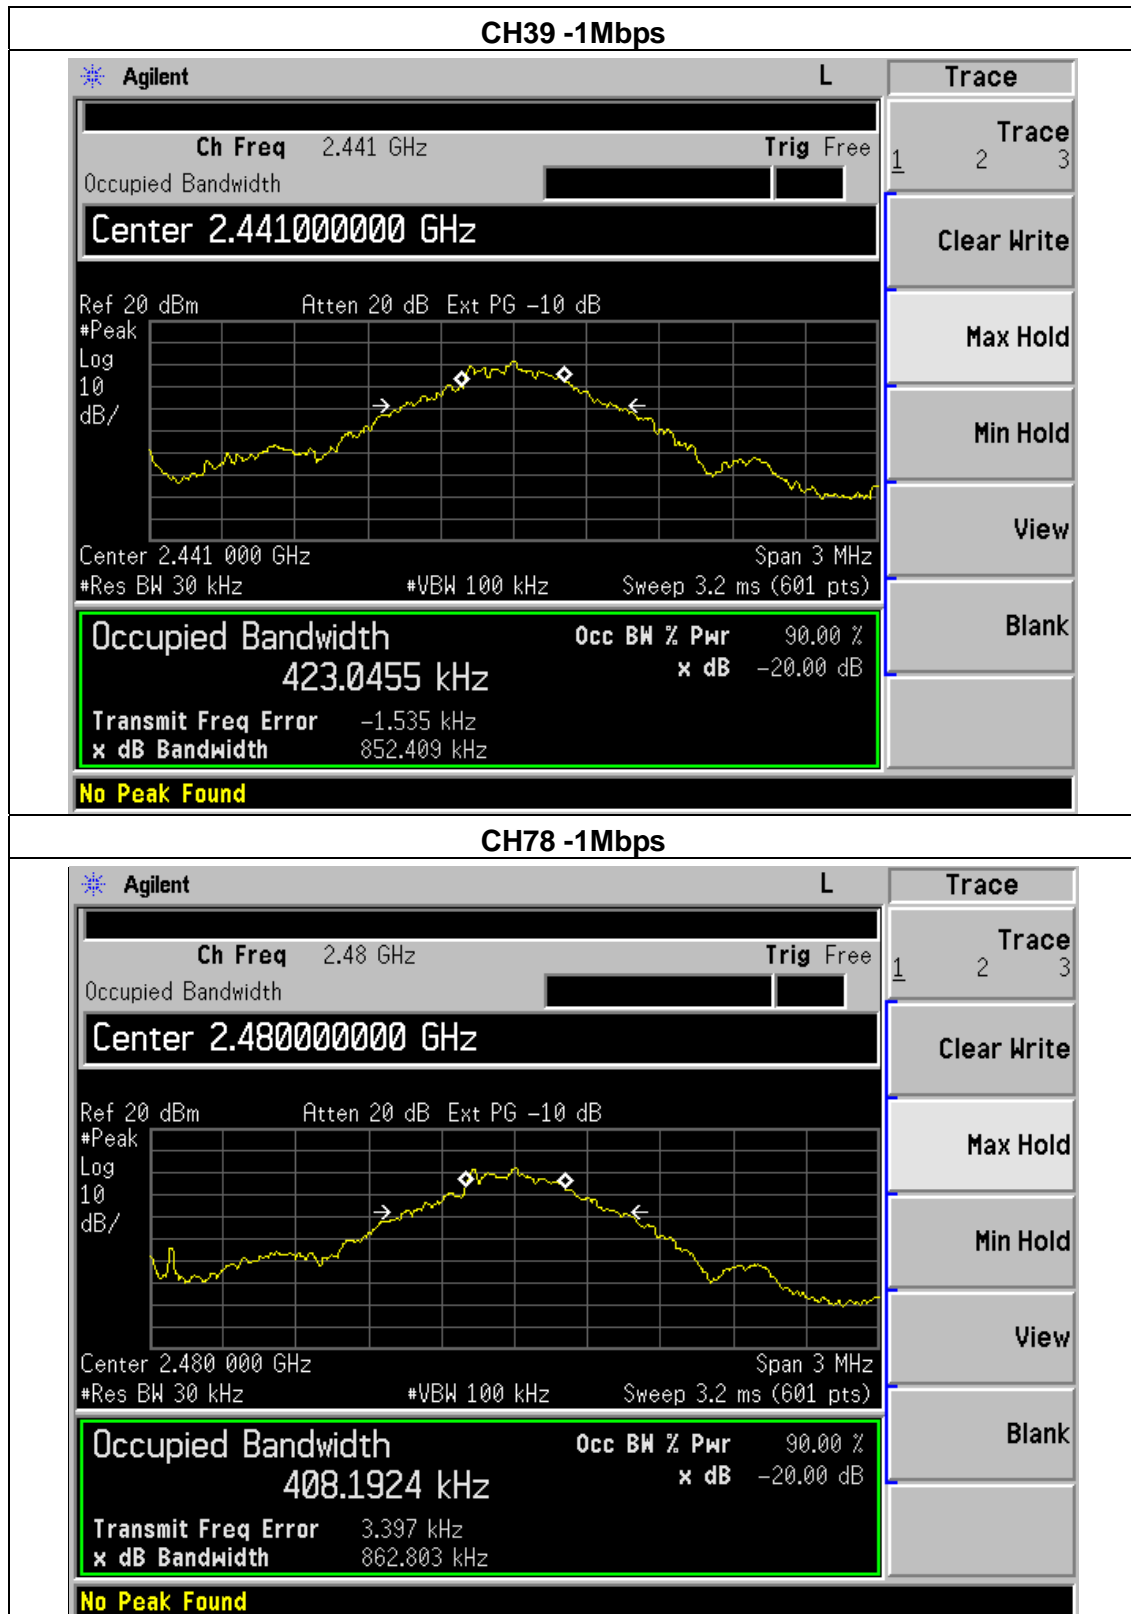 CH39 -1Mbps
Agilent L Trace
Ch Freq 2.441 GHz Trig Free
Trace
1 2 3
Occupied Bandwidth
Center 2.441000000 GHz
Clear Write
Ref 20 dBm Atten 20 dB Ext PG -10 dB
#Peak
Log
10
dB/
Max Hold
Min Hold
View
Center 2.441 000 GHz Span 3 MHz
#Res BW 30 kHz #VBW 100 kHz Sweep 3.2 ms (601 pts)
Blank
Occupied Bandwidth Occ BW % Pwr 90.00 %
423.0455 kHz x dB -20.00 dB
Transmit Freq Error -1.535 kHz
x dB Bandwidth 852.409 kHz
No Peak Found
CH78 -1Mbps
Agilent L Trace
Ch Freq 2.48 GHz Trig Free
Trace
1 2 3
Occupied Bandwidth
Center 2.480000000 GHz
Clear Write
Ref 20 dBm Atten 20 dB Ext PG -10 dB
#Peak
Log
10
dB/
Max Hold
Min Hold
View
Center 2.480 000 GHz Span 3 MHz
#Res BW 30 kHz #VBW 100 kHz Sweep 3.2 ms (601 pts)
Blank
Occupied Bandwidth Occ BW % Pwr 90.00 %
408.1924 kHz x dB -20.00 dB
Transmit Freq Error 3.397 kHz
x dB Bandwidth 862.803 kHz
No Peak Found